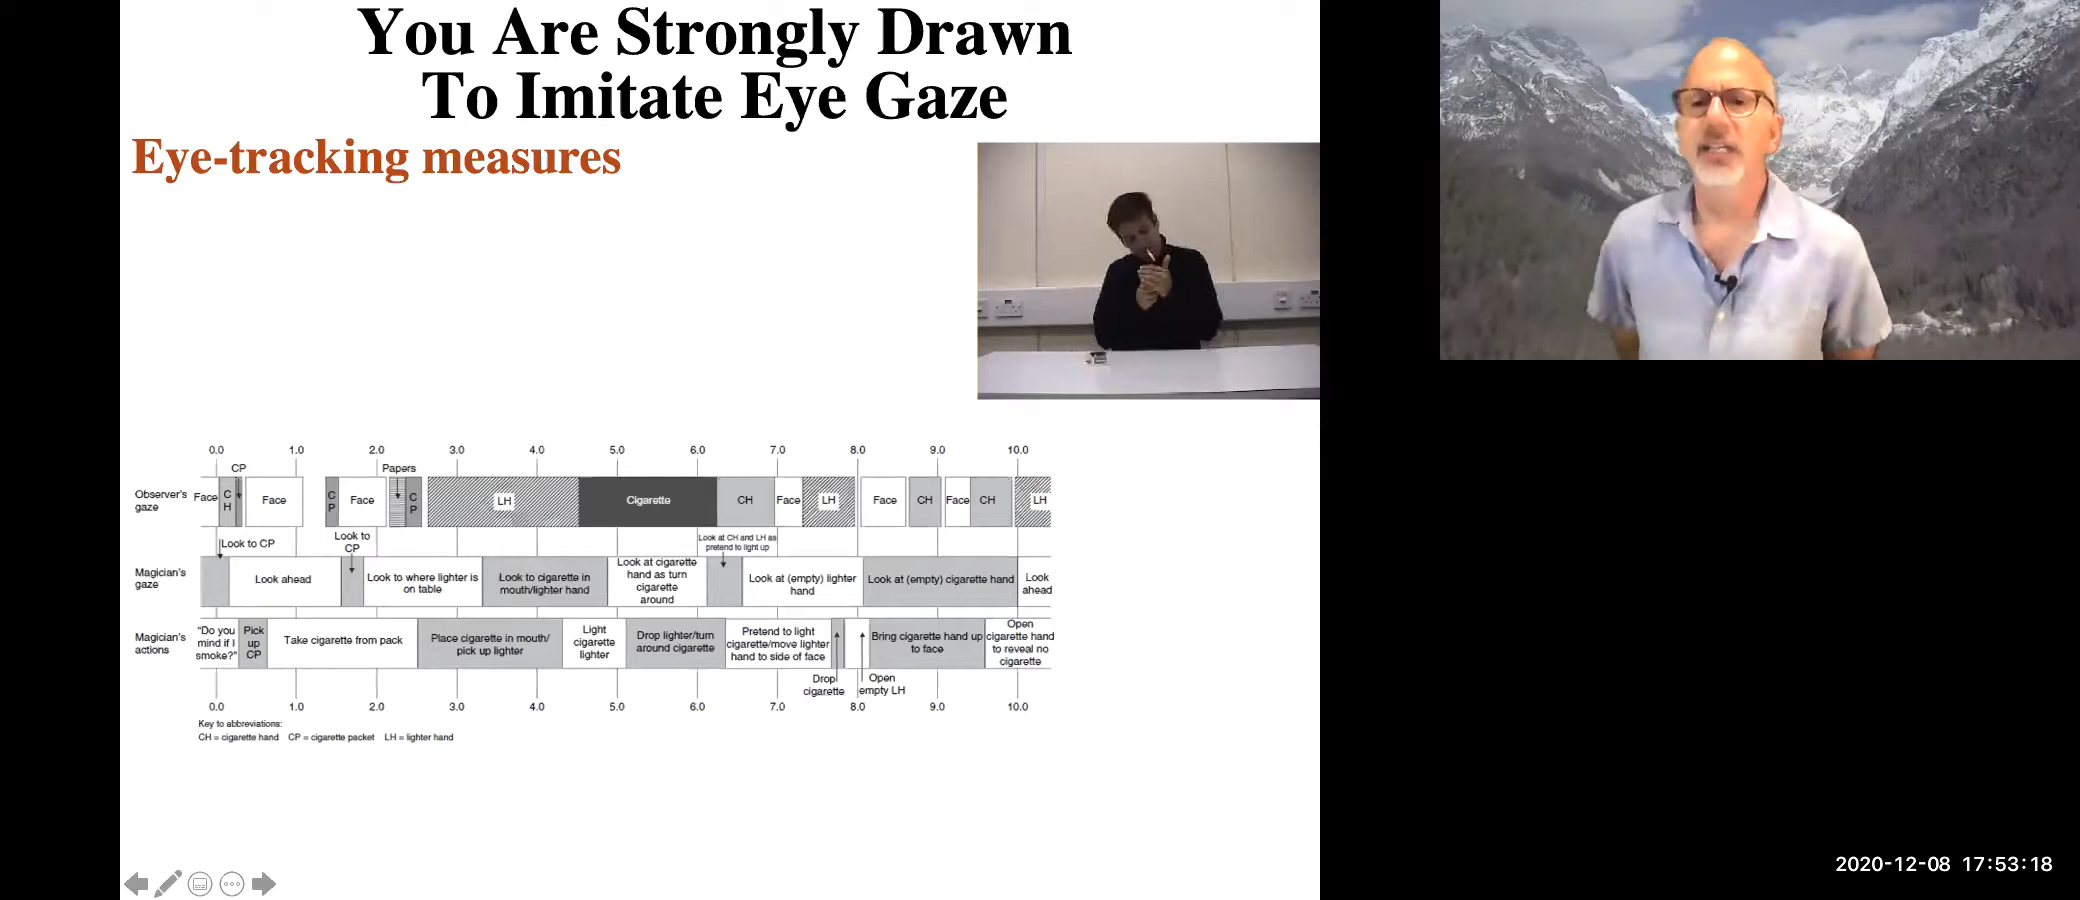 You Are Strongly Drawn
To Imitate Eye Gaze
Eye-tracking measures
0.0 1.0 2.0 3.0 4.0 5.0 6.0 7.0 8.0 9.0 10.0
CP
Papers
Observer's
gaze
Face
C
H
Face
C
P
Face
C
P
LH
Cigarette
CH
Face
LH
Face
CH
Face
CH
LH
Look to CP
Look to
CP
Look at CH and LH as
pretend to light up
Magician's
gaze
Look ahead
Look to where lighter is
on table
Look to cigarette in
mouth/lighter hand
Look at cigarette
hand as turn
cigarette
around
Look at (empty) lighter
hand
Look at (empty) cigarette hand
Look
ahead
Magician's
actions
"Do you
mind if I
smoke?"
Pick
up
CP
Take cigarette from pack
Place cigarette in mouth/
pick up lighter
Light
cigarette
lighter
Drop lighter/turn
around cigarette
Pretend to light
cigarette/move lighter
hand to side of face
Bring cigarette hand up
to face
Open
cigarette hand
to reveal no
cigarette
Drop
cigarette
Open
empty LH
0.0 1.0 2.0 3.0 4.0 5.0 6.0 7.0 8.0 9.0 10.0
Key to abbreviations:
CH = cigarette hand CP = cigarette packet LH = lighter hand
2020-12-08 17:53:18